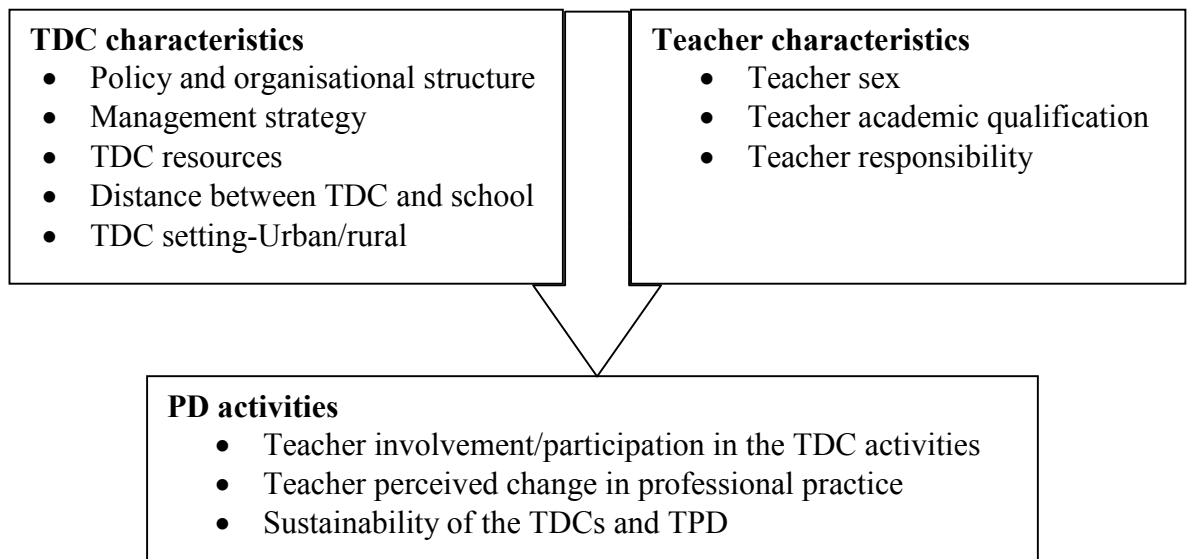 TDC characteristics
• Policy and organisational structure
• Management strategy
• TDC resources
• Distance between TDC and school
• TDC setting-Urban/rural
Teacher characteristics
• Teacher sex
• Teacher academic qualification
• Teacher responsibility
PD activities
• Teacher involvement/participation in the TDC activities
• Teacher perceived change in professional practice
• Sustainability of the TDCs and TPD